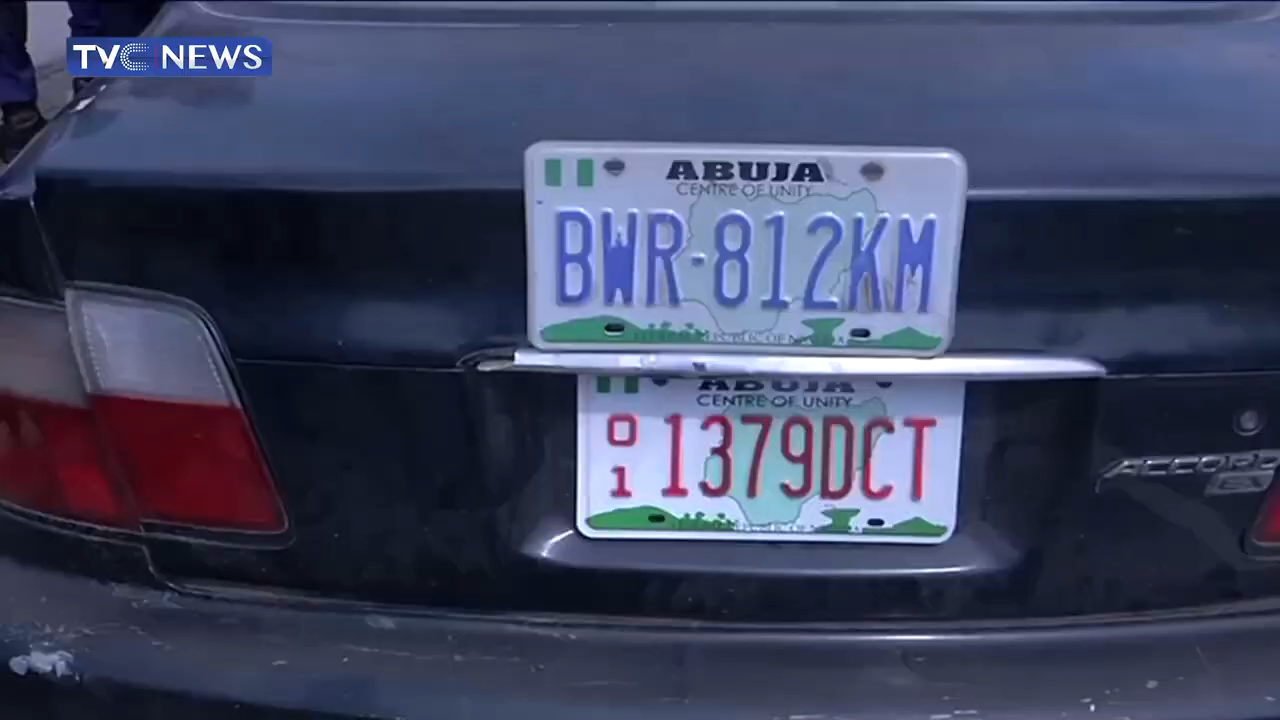 TVC NEWS
ABUJA
CENTRE OF UNITY
BWR-812KM
ABUJA
CENTRE OF UNITY
01 1379DCT
ACCORD